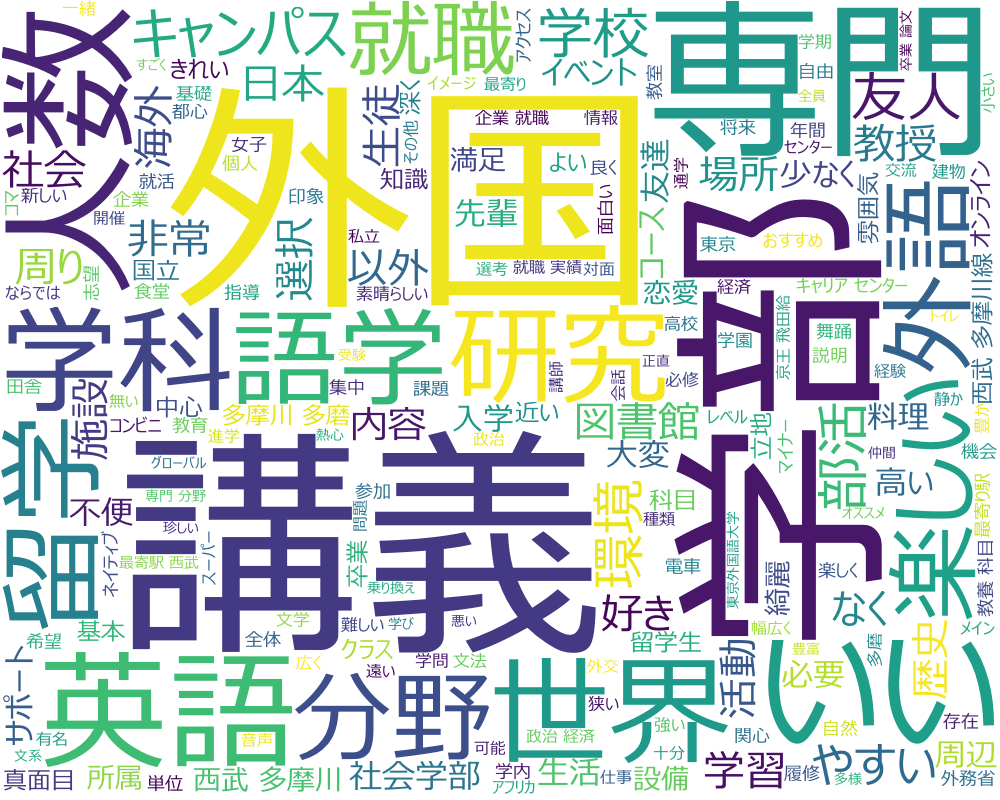 一緒
キャンパス
就職
アクセス
学校
専門
学期
卒業 論文
人数
すごく
きれい
日本
イメージ
最寄り
イベント
教室
自由
全員
小さい
基礎
都心
海外
外国
生徒
その他
深く
企業 就職
情報
将来
年間
友人
社会
女子
個人
満足
よい
良く
友達
通学
センター
教授
新しい
就活
知識
場所
少なく
交流
建物
コマ
企業
開催
印象
先輩
面白い
コース
雰囲気
オンライン
非常
選択
私立
東京
おすすめ
語
周り
志望
国立
以外
選考
就職 実績
対面
部
ならでは
食堂
指導
素晴らしい
恋愛
経済
キャリア センター
学科
語学
研究
高校
学園
京王 飛田給
舞踊
外
西武 多摩川線
トイレ
受験
講師
会話
正直
説明
経験
田舎
無い
施設
中心
集中
課題
必修
静か
豊か
コンビニ
教育
多摩川 多磨
内容
入学
近い
図書館
レベル
立地
マイナー
料理
進学
熱心
政治
大変
部活
仲間
機会
留学
グローバル
講義
学
高い
楽しい
専門 分野
参加
環境
科目
不便
珍しい
問題
種類
オススメ
最寄り駅
ネイティブ
最寄駅 西武
スーパー
卒業
電車
東京外国語大学
綺麗
楽しく
教養 科目
乗り換え
好き
なく
希望
基本
文学
難しい
学び
悪い
留学生
幅広く
メイン
全体
クラス
いい
豊富
多磨
歴史
サポート
英語
広く
遠い
学問
文法
世界
外交
活動
必要
分野
狭い
強い
自然
存在
有名
音声
政治 経済
関心
文系
可能
十分
やすい
周辺
真面目
所属
単位
西武 多摩川
社会学部
学内
アフリカ
生活
仕事
設備
学習
履修
多様
外務省